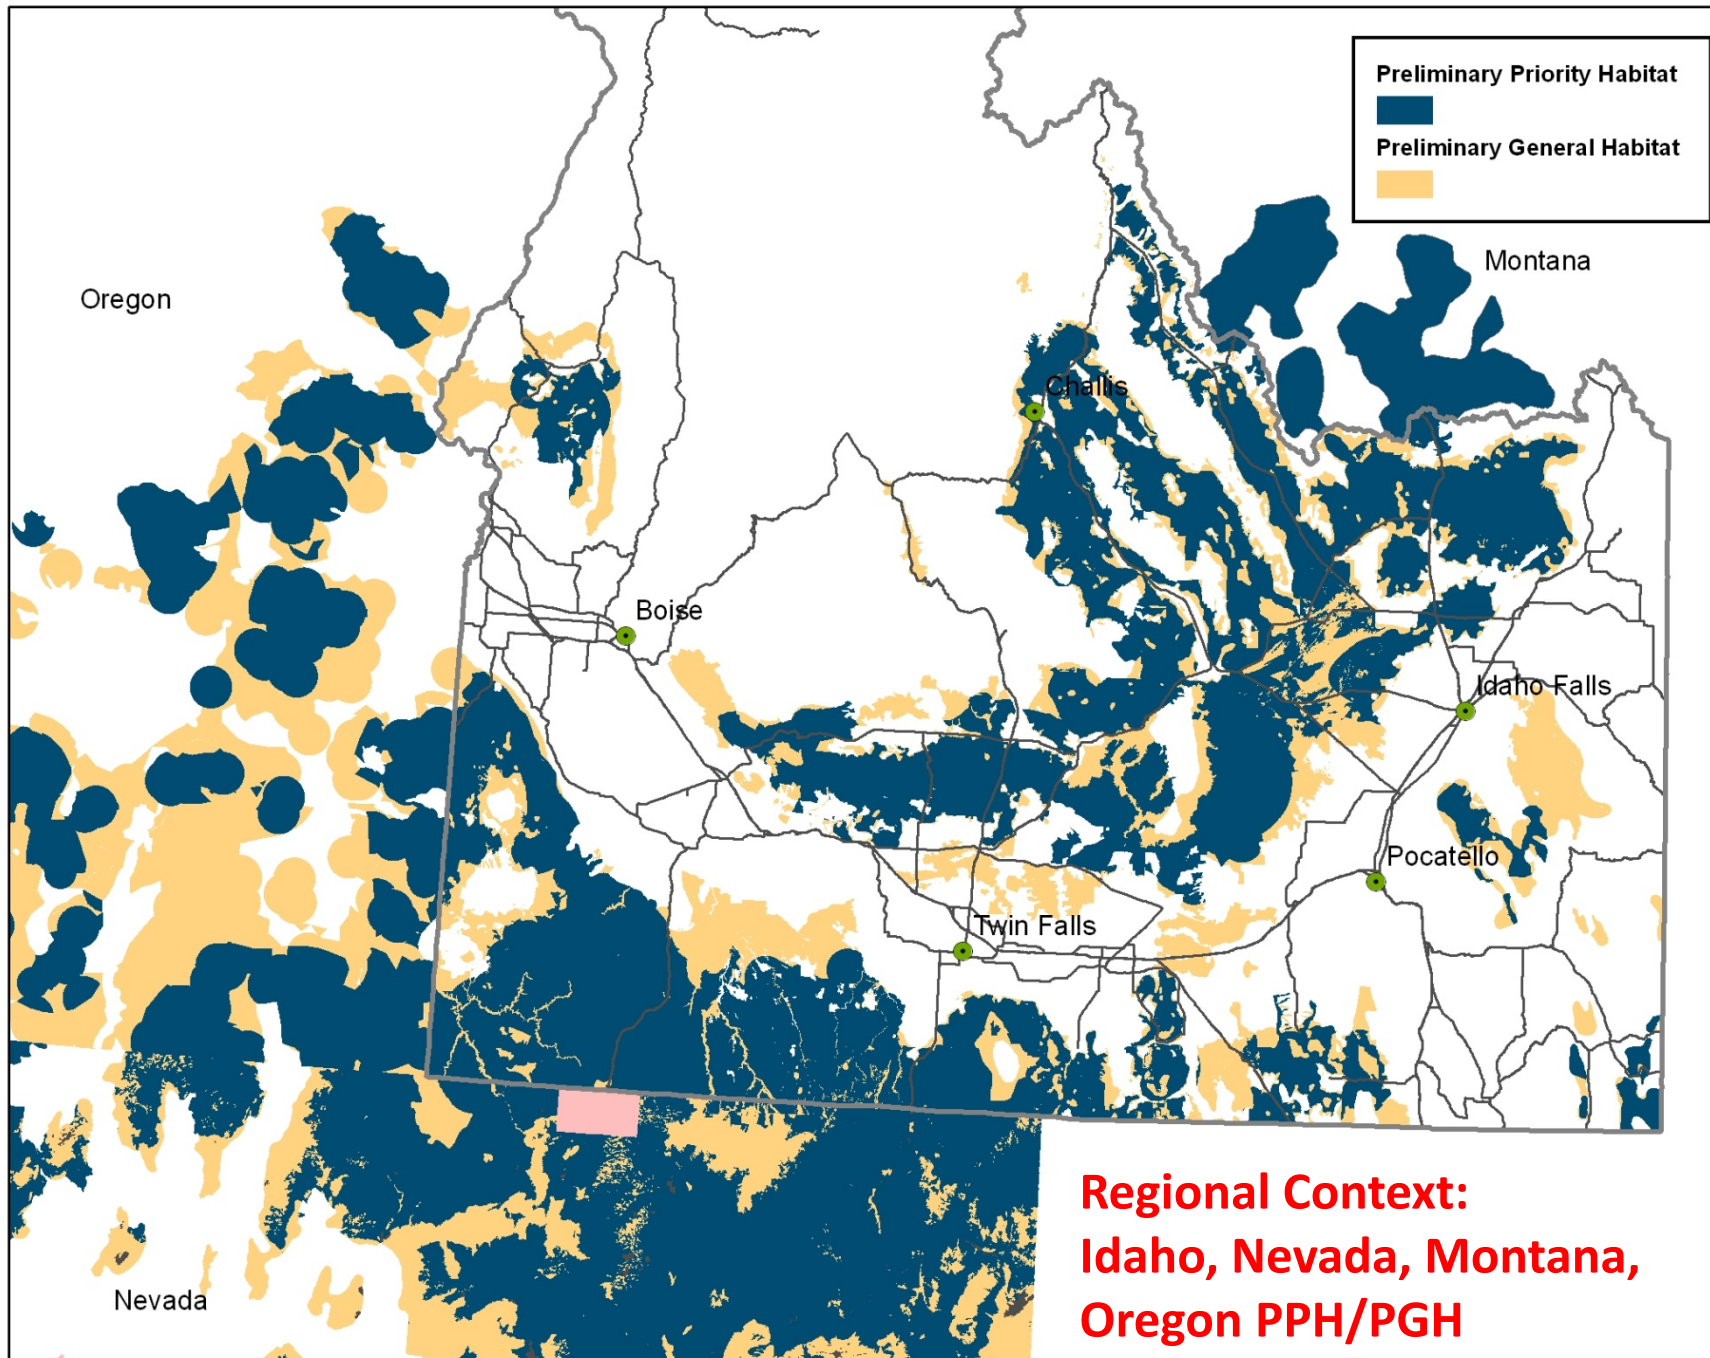 Preliminary Priority Habitat
Preliminary General Habitat
Montana
Oregon
Challis
Boise
Idaho Falls
Pocatello
Twin Falls
Regional Context:
Idaho, Nevada, Montana,
Oregon PPH/PGH
Nevada